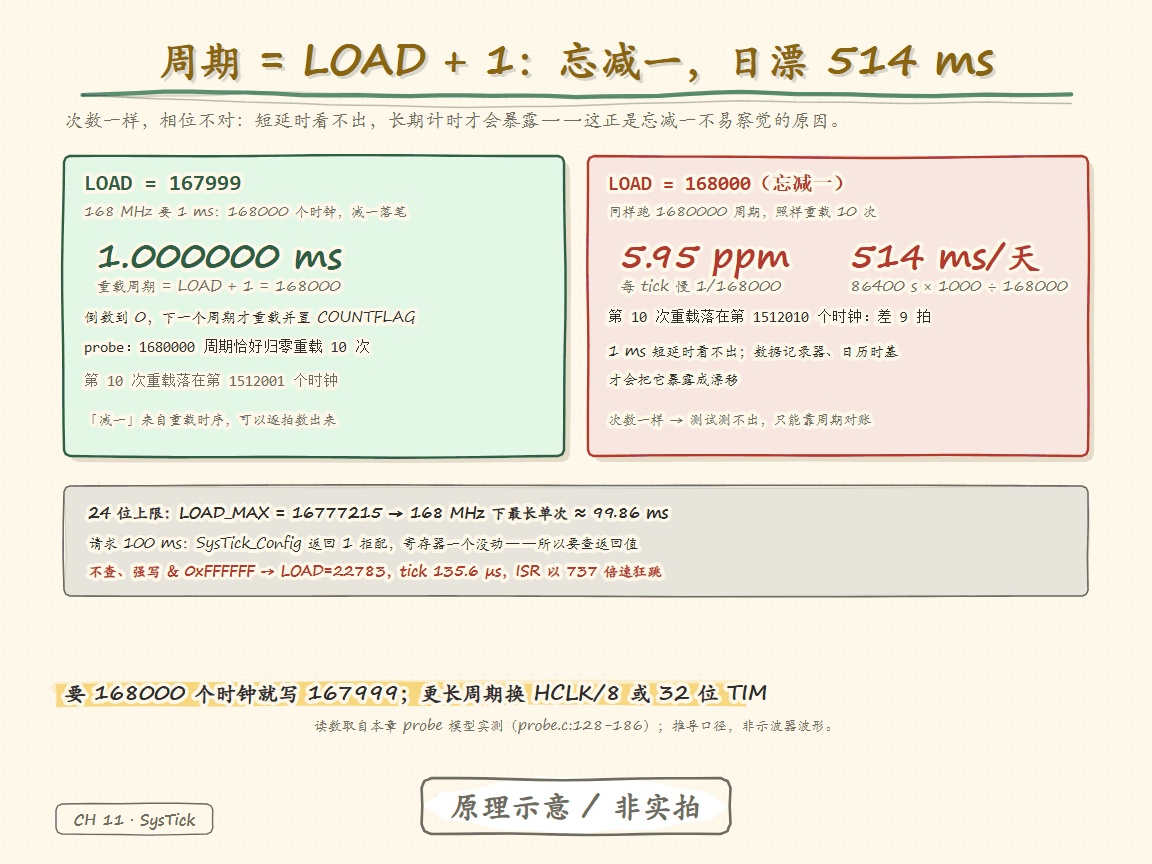 周期 = LOAD + 1：忘减一，日漂 514 ms
次数一样，相位不对：短延时看不出，长期计时才会暴露——这正是忘减一不易察觉的原因。
LOAD = 167999
168 MHz 要 1 ms：168000 个时钟，减一落笔
1.000000 ms
重载周期 = LOAD + 1 = 168000
倒数到 0，下一个周期才重载并置 COUNTFLAG
probe：1680000 周期恰好归零重载 10 次
第 10 次重载落在第 1512001 个时钟
「减一」来自重载时序，可以逐拍数出来
LOAD = 168000（忘减一）
同样跑 1680000 周期，照样重载 10 次
5.95 ppm
每 tick 慢 1/168000
514 ms/天
86400 s × 1000 ÷ 168000
第 10 次重载落在第 1512010 个时钟：差 9 拍
1 ms 短延时看不出；数据记录器、日历时基
才会把它暴露成漂移
次数一样 → 测试测不出，只能靠周期对账
24 位上限：LOAD_MAX = 16777215 → 168 MHz 下最长单次 ≈ 99.86 ms
请求 100 ms：SysTick_Config 返回 1 拒配，寄存器一个没动——所以要查返回值
不查、强写 & 0xFFFFFF → LOAD=22783，tick 135.6 μs，ISR 以 737 倍速狂跳
要 168000 个时钟就写 167999；更长周期换 HCLK/8 或 32 位 TIM
读数取自本章 probe 模型实测（probe.c:128-186）；推导口径，非示波器波形。
原理示意 / 非实拍
CH 11 · SysTick